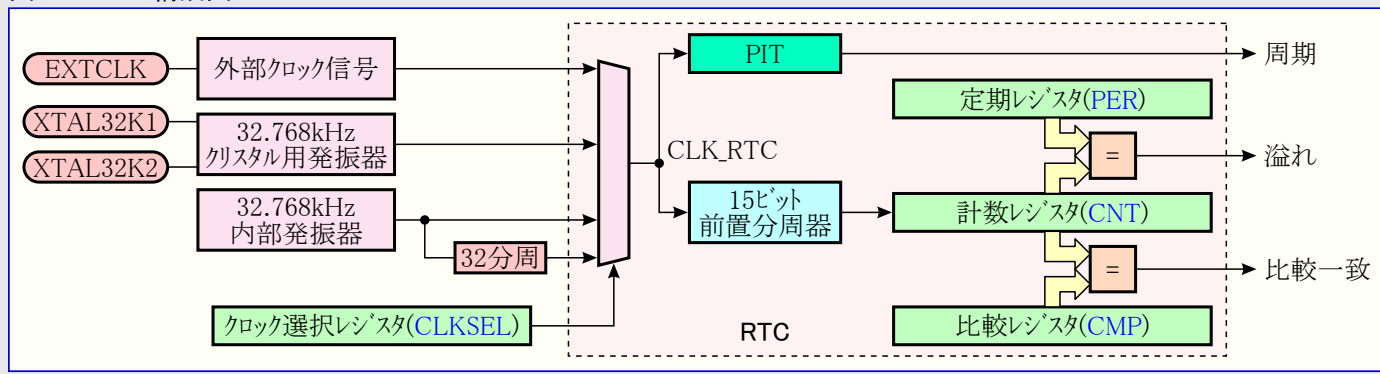 EXTCLK
外部クロック信号
XTAL32K1
XTAL32K2
32.768kHz
クリスタル用発振器
32.768kHz
内部発振器
32分周
クロック選択レジスタ(CLKSEL)
CLK_RTC
PIT
15ビット
前置分周器
定期レジスタ(PER)
=
計数レジスタ(CNT)
=
比較レジスタ(CMP)
RTC
周期
溢れ
比較一致